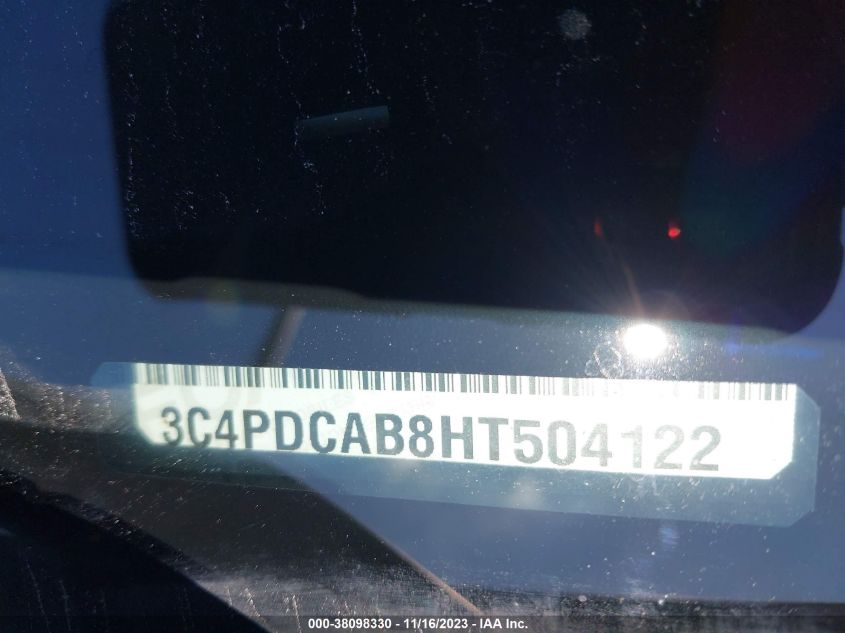 3C4PDCAB8HT504122
000-38098330 - 11/16/2023 - IAA Inc.